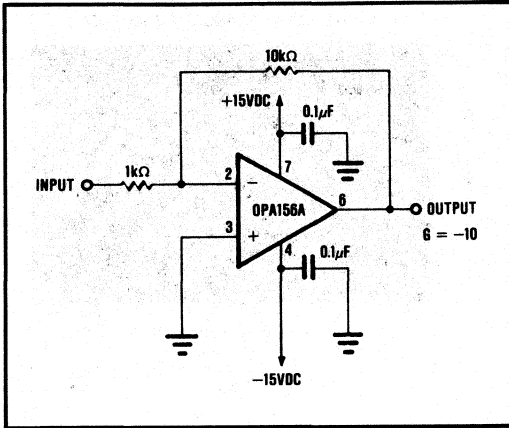 10kΩ
+15VDC
0.1μF
7
1kΩ
INPUT
2
−
OPA156A
6
OUTPUT
3
+
G = −10
4
0.1μF
−15VDC